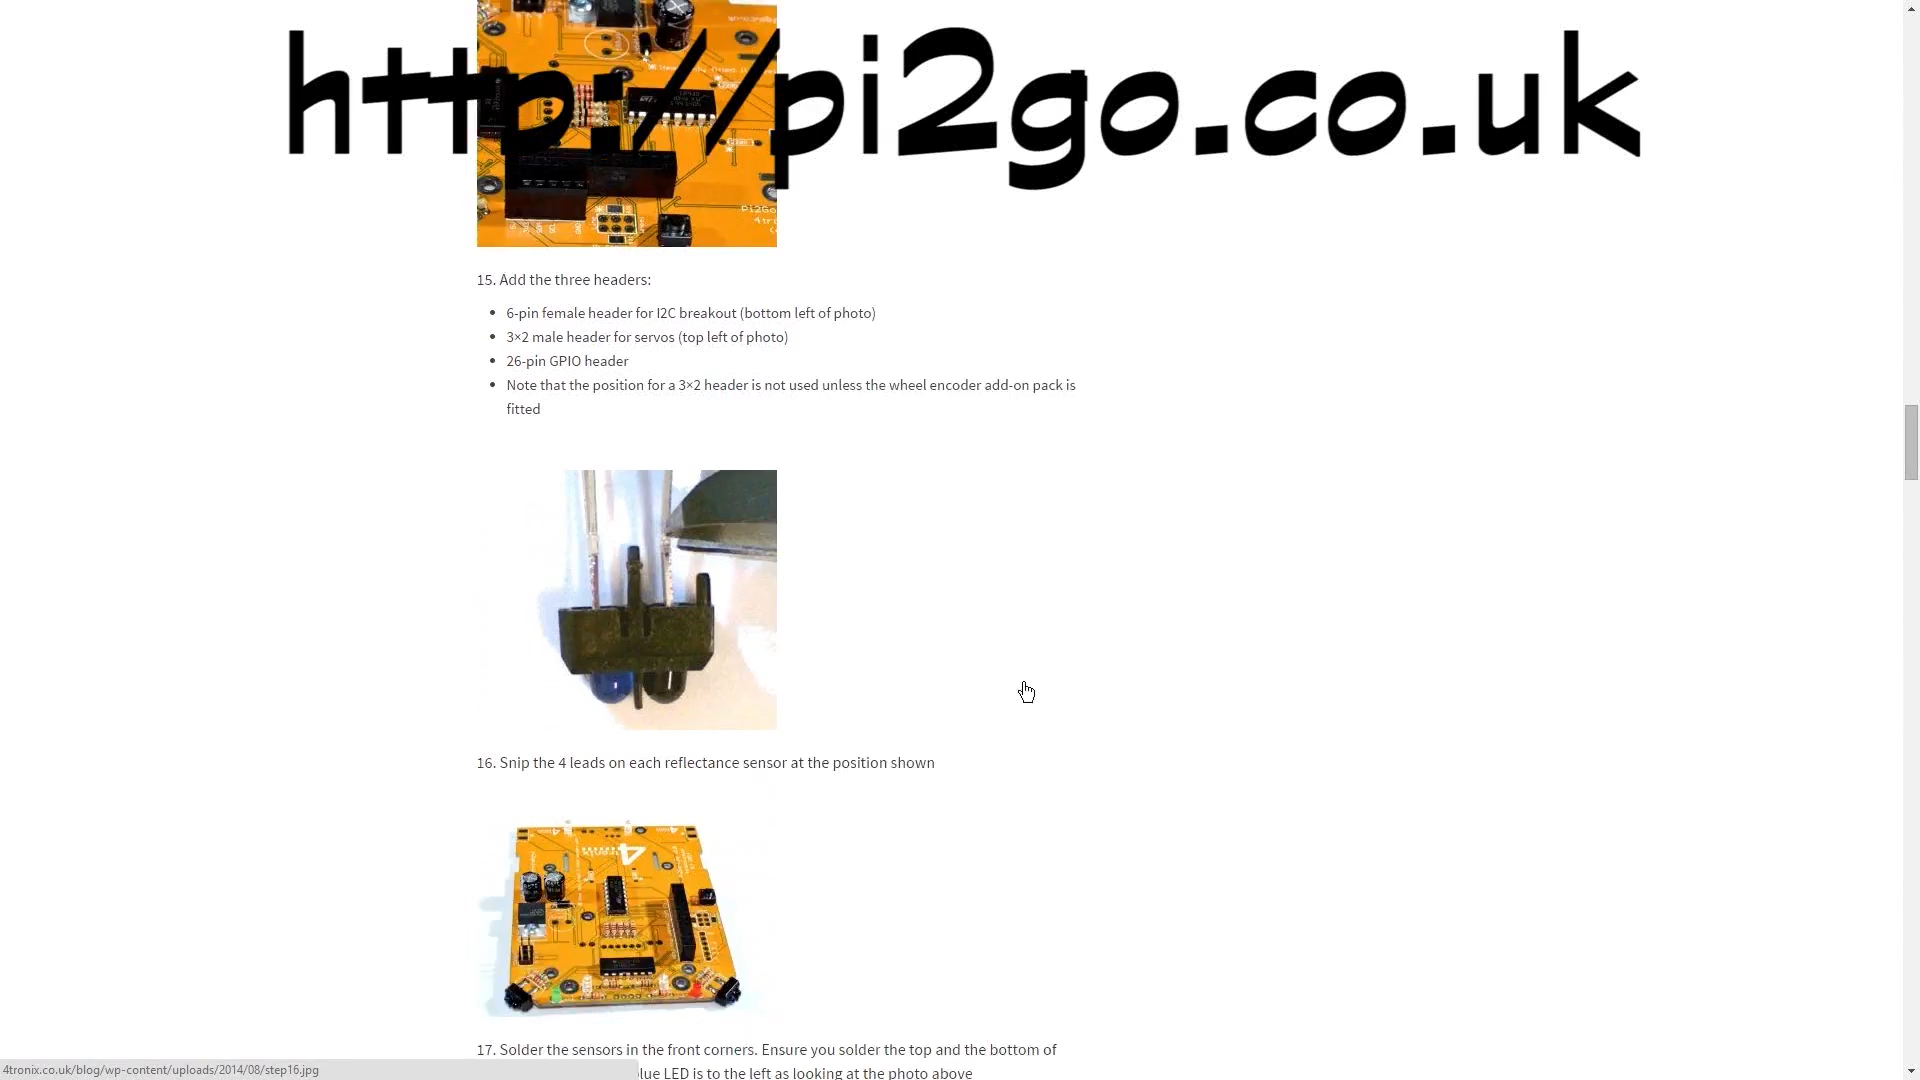 http://pi2go.co.uk
15. Add the three headers:
6-pin female header for I2C breakout (bottom left of photo)
3×2 male header for servos (top left of photo)
26-pin GPIO header
Note that the position for a 3×2 header is not used unless the wheel encoder add-on pack is
fitted
16. Snip the 4 leads on each reflectance sensor at the position shown
17. Solder the sensors in the front corners. Ensure you solder the top and the bottom of
blue LED is to the left as looking at the photo above
4tronix.co.uk/blog/wp-content/uploads/2014/08/step16.jpg